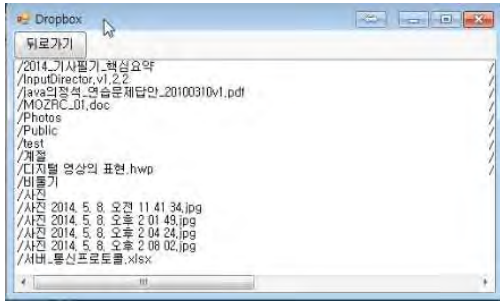 Dropbox
뒤로가기
/2014_기사필기_핵심요약
/InputDirector.v1.2.2
/java의정석_연습문제답안_20100310v1.pdf
/MOZRC_01.doc
/Photos
/Public
/test
/계절
/디지털 영상의 표현.hwp
/비둘기
/사진
/사진 2014. 5. 8. 오전 11 41 34.jpg
/사진 2014. 5. 8. 오후 2 01 49.jpg
/사진 2014. 5. 8. 오후 2 04 24.jpg
/사진 2014. 5. 8. 오후 2 08 02.jpg
/서버_통신프로토콜.xlsx